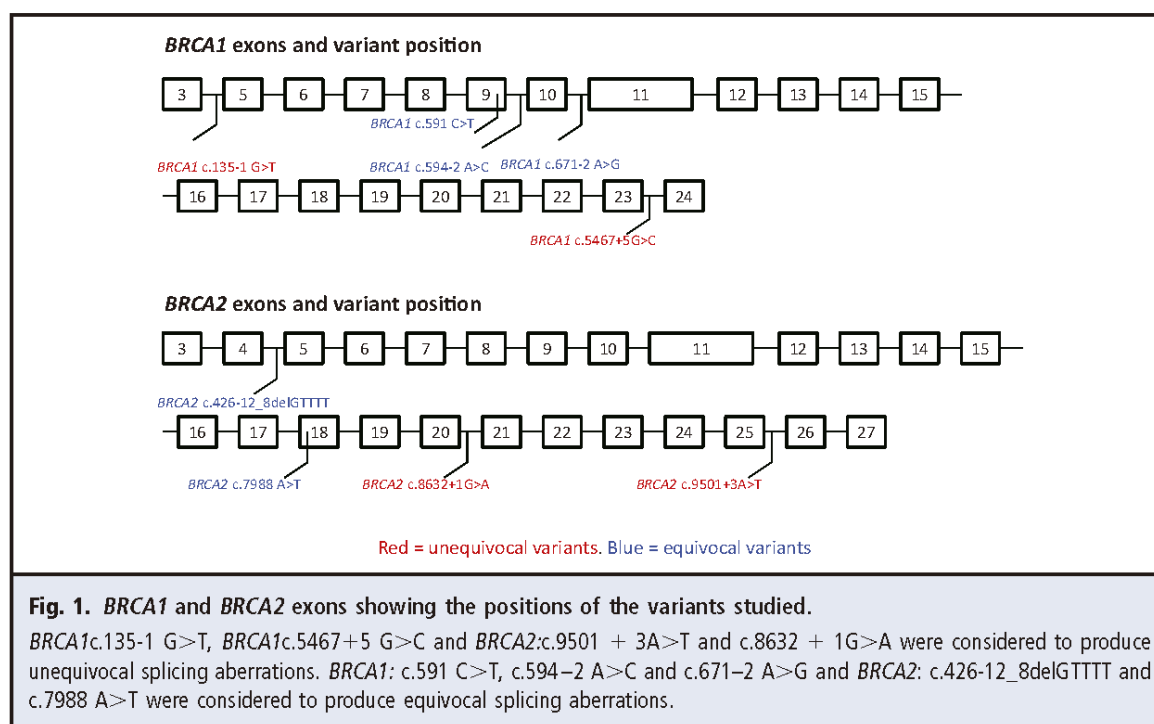 BRCA1 exons and variant position
3 5 6 7 8 9 10 11 12 13 14 15
BRCA1 c.591 C>T
BRCA1 c.135-1 G>T
BRCA1 c.594-2 A>C
BRCA1 c.671-2 A>G
16 17 18 19 20 21 22 23 24
BRCA1 c.5467+5G>C
BRCA2 exons and variant position
3 4 5 6 7 8 9 10 11 12 13 14 15
BRCA2 c.426-12_8delGTTTT
16 17 18 19 20 21 22 23 24 25 26 27
BRCA2 c.7988 A>T
BRCA2 c.8632+1G>A
BRCA2 c.9501+3A>T
Red = unequivocal variants. Blue = equivocal variants
Fig. 1. BRCA1 and BRCA2 exons showing the positions of the variants studied.
BRCA1c.135-1 G>T, BRCA1c.5467+5 G>C and BRCA2:c.9501 + 3A>T and c.8632 + 1G>A were considered to produce
unequivocal splicing aberrations. BRCA1: c.591 C>T, c.594–2 A>C and c.671–2 A>G and BRCA2: c.426-12_8delGTTTT and
c.7988 A>T were considered to produce equivocal splicing aberrations.